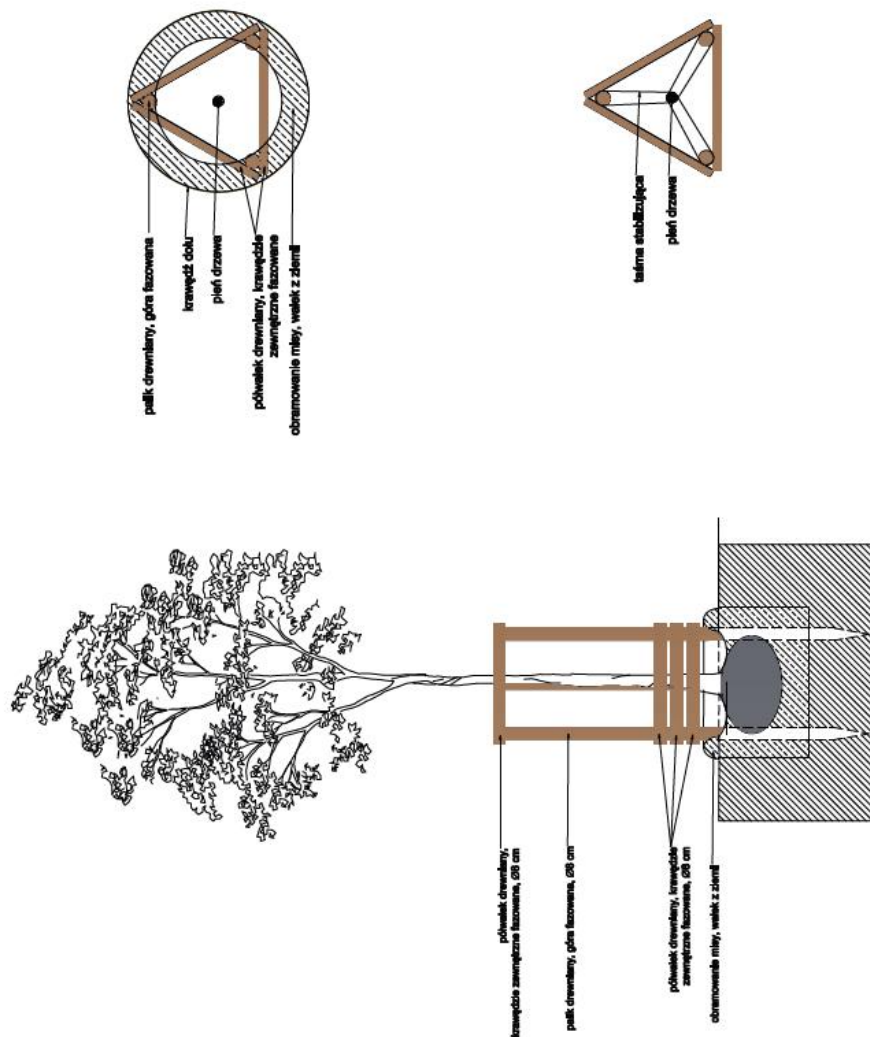 palik drewniany, góra fazowana
krawędź dołu
pień drzewa
półwałek drewniany, krawędzie
zewnętrzne fazowane
obramowanie misy, wałek z ziemi
taśma stabilizująca
pień drzewa
półwałek drewniany,
krawędzie zewnętrzne fazowane, Ø8 cm
palik drewniany, góra fazowana, Ø8 cm
półwałek drewniany, krawędzie
zewnętrzne fazowane, Ø8 cm
obramowanie misy, wałek z ziemi